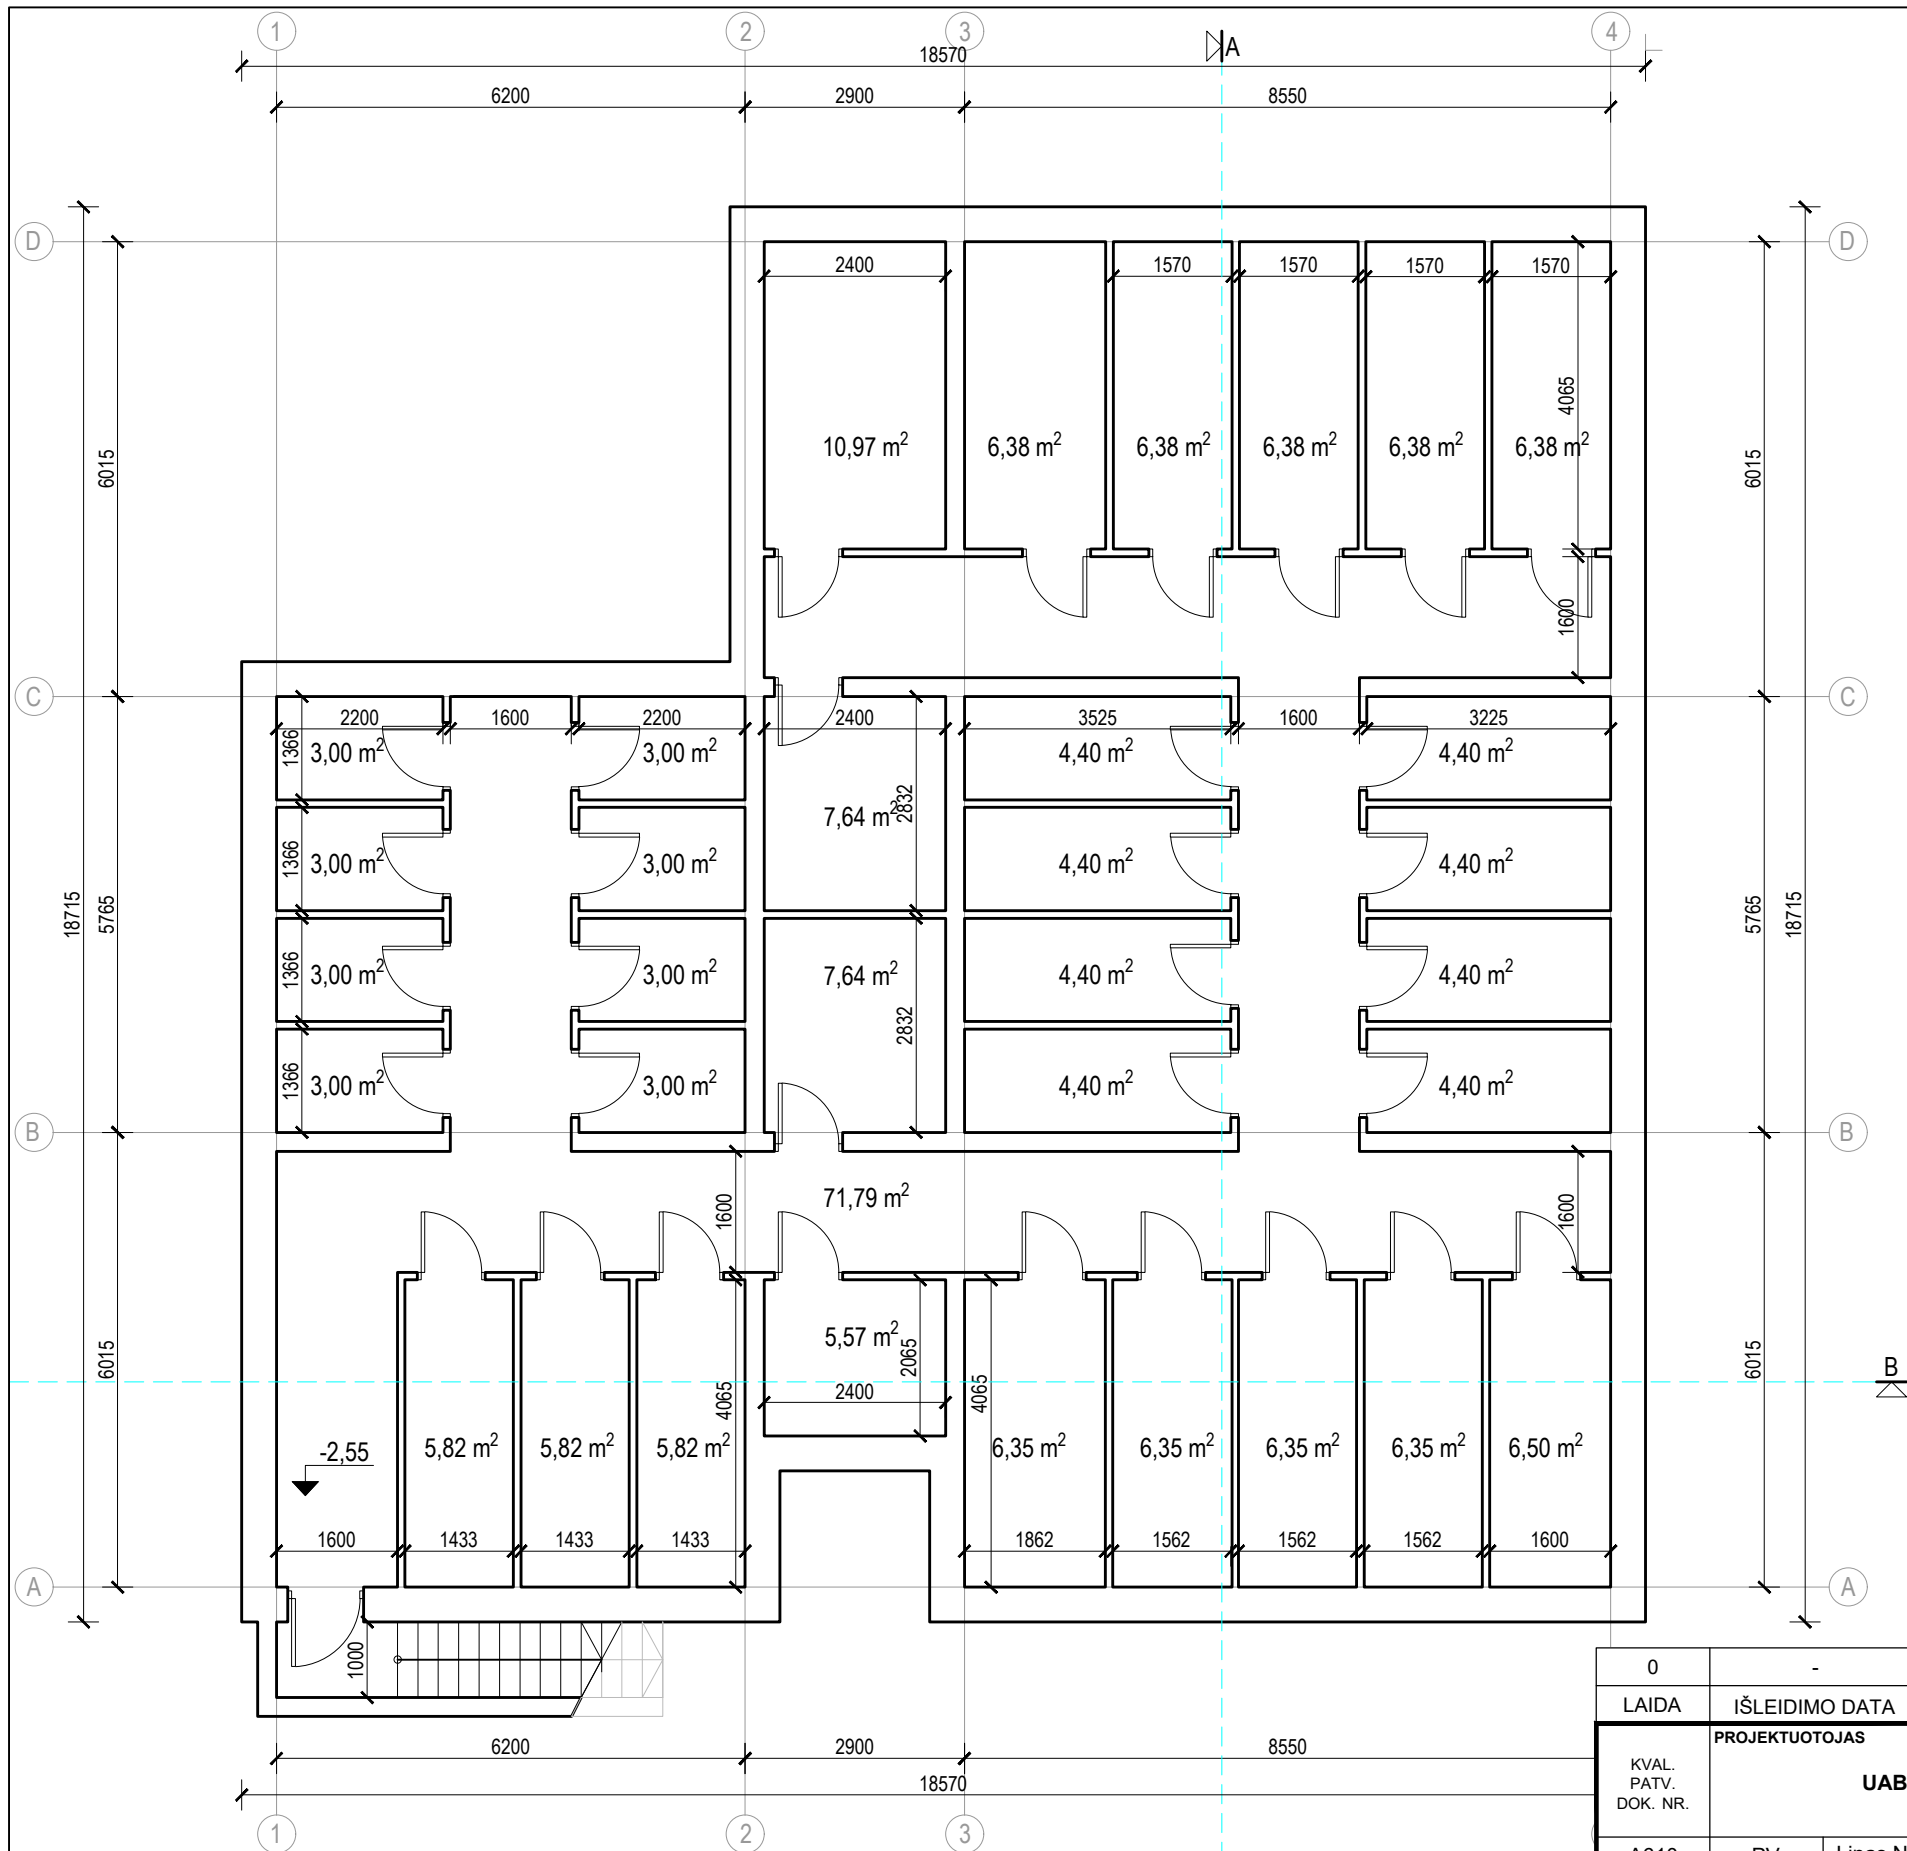 1 2 3 4
A
18570
6200 2900 8550
D D
2400 1570 1570 1570 1570
4065
10,97 m² 6,38 m² 6,38 m² 6,38 m² 6,38 m² 6,38 m²
6015 6015
1600
C C
2200 1600 2200 2400 3525 1600 3225
1366 3,00 m² 3,00 m² 4,40 m² 4,40 m²
7,64 m² 2832
1366 3,00 m² 3,00 m² 4,40 m² 4,40 m²
18715 5765 5765 18715
1366 3,00 m² 3,00 m² 7,64 m² 4,40 m² 4,40 m²
2832
1366 3,00 m² 3,00 m² 4,40 m² 4,40 m²
B B
71,79 m²
1600 1600
5,57 m²
2065
6015 6015
B
4065 2400 4065
-2,55 5,82 m² 5,82 m² 5,82 m² 6,35 m² 6,35 m² 6,35 m² 6,35 m² 6,50 m²
1600 1433 1433 1433 1862 1562 1562 1562 1600
A A
1000
0 -
LAIDA IŠLEIDIMO DATA
6200 2900 8550
18570
PROJEKTUOTOJAS
KVAL.
PATV.
DOK. NR.
UAB
1 2 3